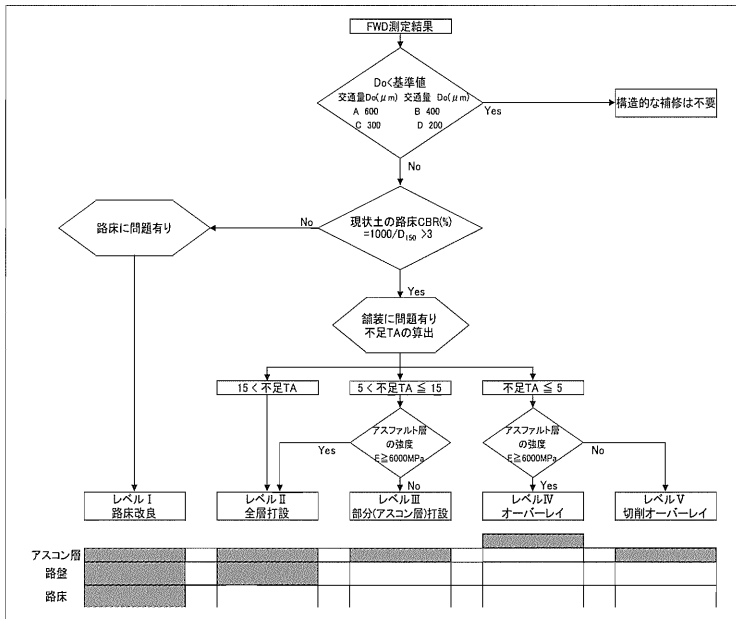 FWD測定結果
Do<基準値
交通量Do(μm) 交通量 Do(μm)
A 600 B 400
C 300 D 200
Yes
構造的な補修は不要
No
現状土の路床CBR(%)
=1000/D150 >3
No
路床に問題有り
Yes
舗装に問題有り
不足TAの算出
15<不足TA
5<不足TA≦15
不足TA≦5
アスファルト層
の強度
E≧6000MPa
Yes
No
アスファルト層
の強度
E≧6000MPa
No
Yes
レベルⅠ
路床改良
レベルⅡ
全層打設
レベルⅢ
部分(アスコン層)打設
レベルⅣ
オーバーレイ
レベルⅤ
切削オーバーレイ
アスコン層
路盤
路床